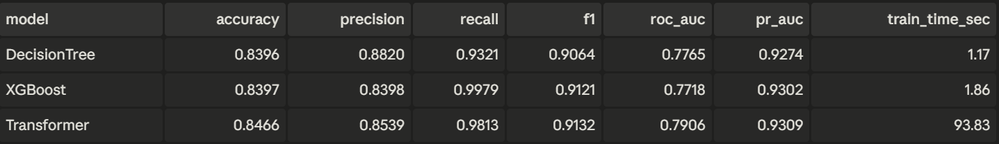 model accuracy precision recall f1 roc_auc pr_auc train_time_sec
DecisionTree 0.8396 0.8820 0.9321 0.9064 0.7765 0.9274 1.17
XGBoost 0.8397 0.8398 0.9979 0.9121 0.7718 0.9302 1.86
Transformer 0.8466 0.8539 0.9813 0.9132 0.7906 0.9309 93.83